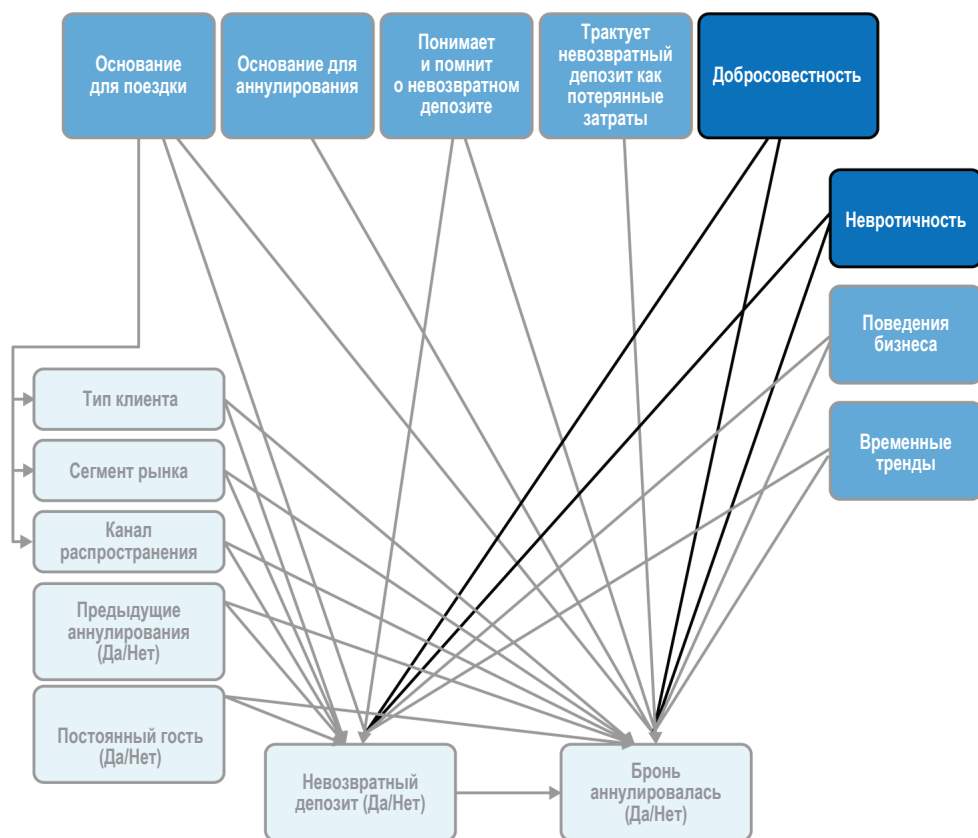 Основание
для поездки
Основание для
аннулирования
Понимает
и помнит
о невозвратном
депозите
Трактует
невозвратный
депозит как
потерянные
затраты
Добросовестность
Невротичность
Поведения
бизнеса
Временные
тренды
Тип клиента
Сегмент рынка
Канал
распространения
Предыдущие
аннулирования
(Да/Нет)
Постоянный гость
(Да/Нет)
Невозвратный
депозит (Да/Нет)
Бронь
аннулировалась
(Да/Нет)